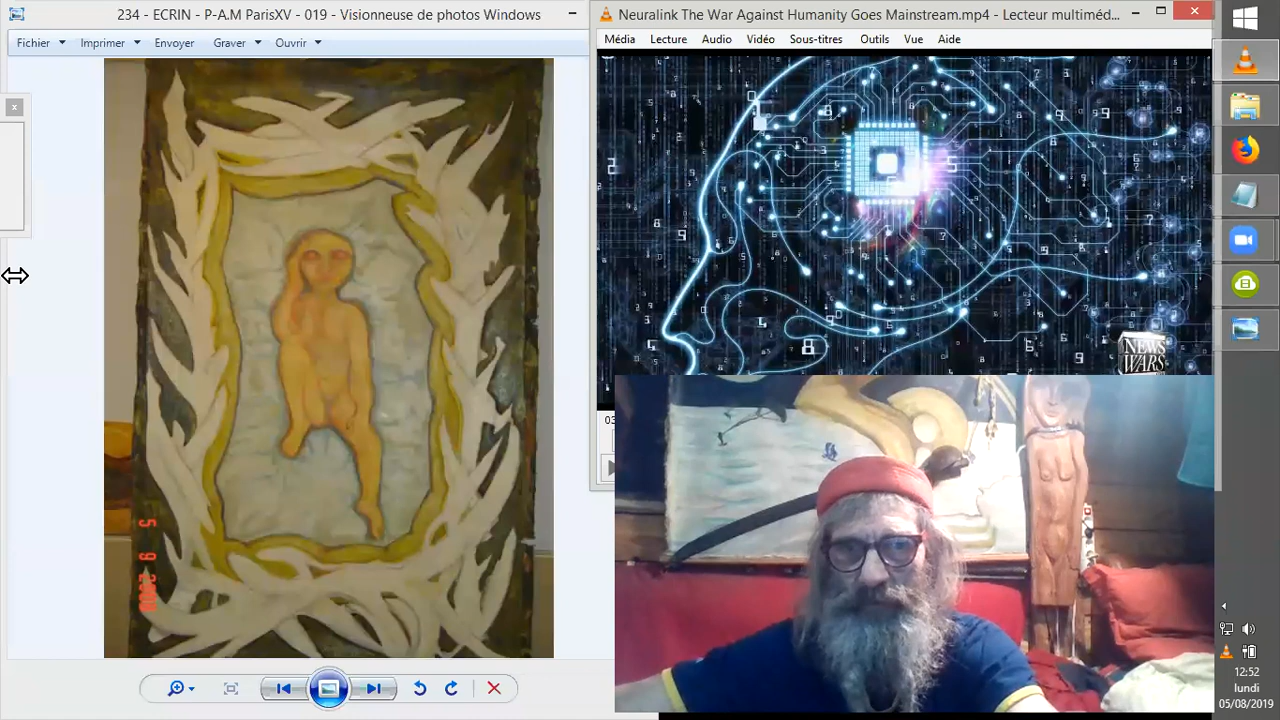 234 - ECRIN - P-A.M ParisXV - 019 - Visionneuse de photos Windows
Fichier Imprimer Envoyer Graver Ouvrir
5 9 2000
Neuralink The War Against Humanity Goes Mainstream.mp4 - Lecteur multiméd...
Média Lecture Audio Vidéo Sous-titres Outils Vue Aide
NEWS
WARS
03
12:52
lundi
05/08/2019